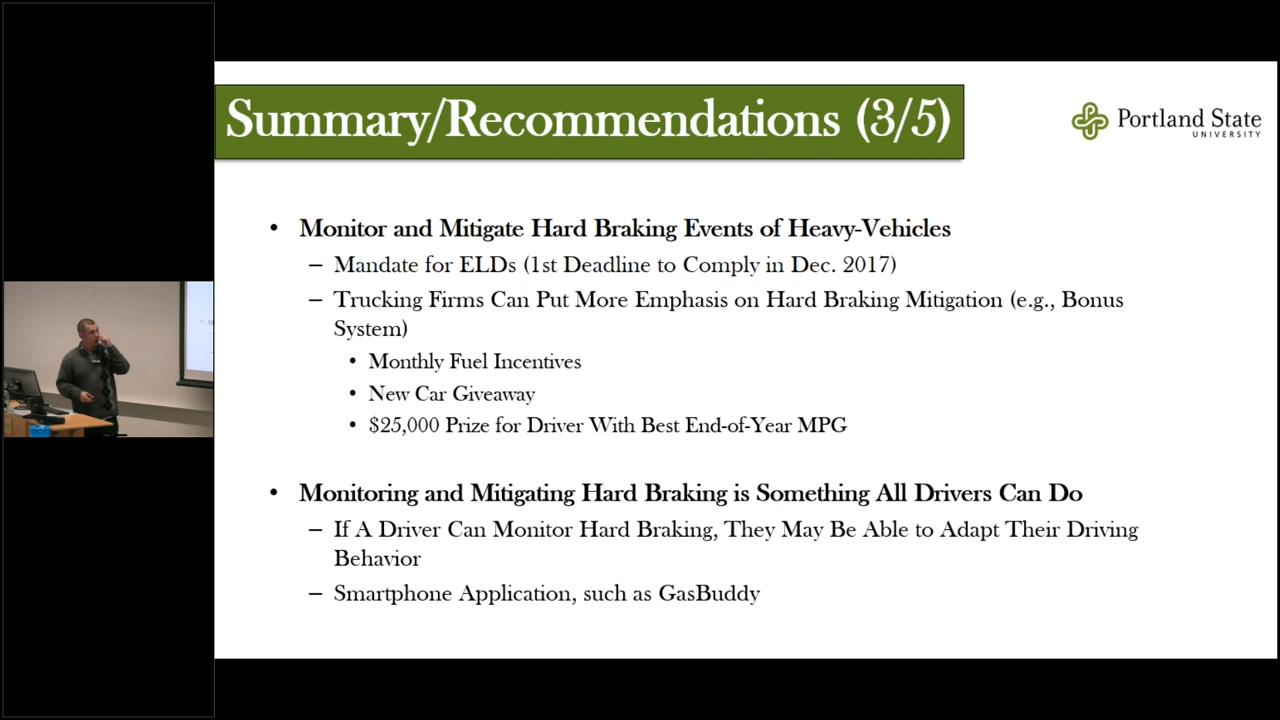 Summary/Recommendations (3/5)
Portland State
UNIVERSITY
• Monitor and Mitigate Hard Braking Events of Heavy-Vehicles
– Mandate for ELDs (1st Deadline to Comply in Dec. 2017)
– Trucking Firms Can Put More Emphasis on Hard Braking Mitigation (e.g., Bonus
System)
• Monthly Fuel Incentives
• New Car Giveaway
• $25,000 Prize for Driver With Best End-of-Year MPG
• Monitoring and Mitigating Hard Braking is Something All Drivers Can Do
– If A Driver Can Monitor Hard Braking, They May Be Able to Adapt Their Driving
Behavior
– Smartphone Application, such as GasBuddy